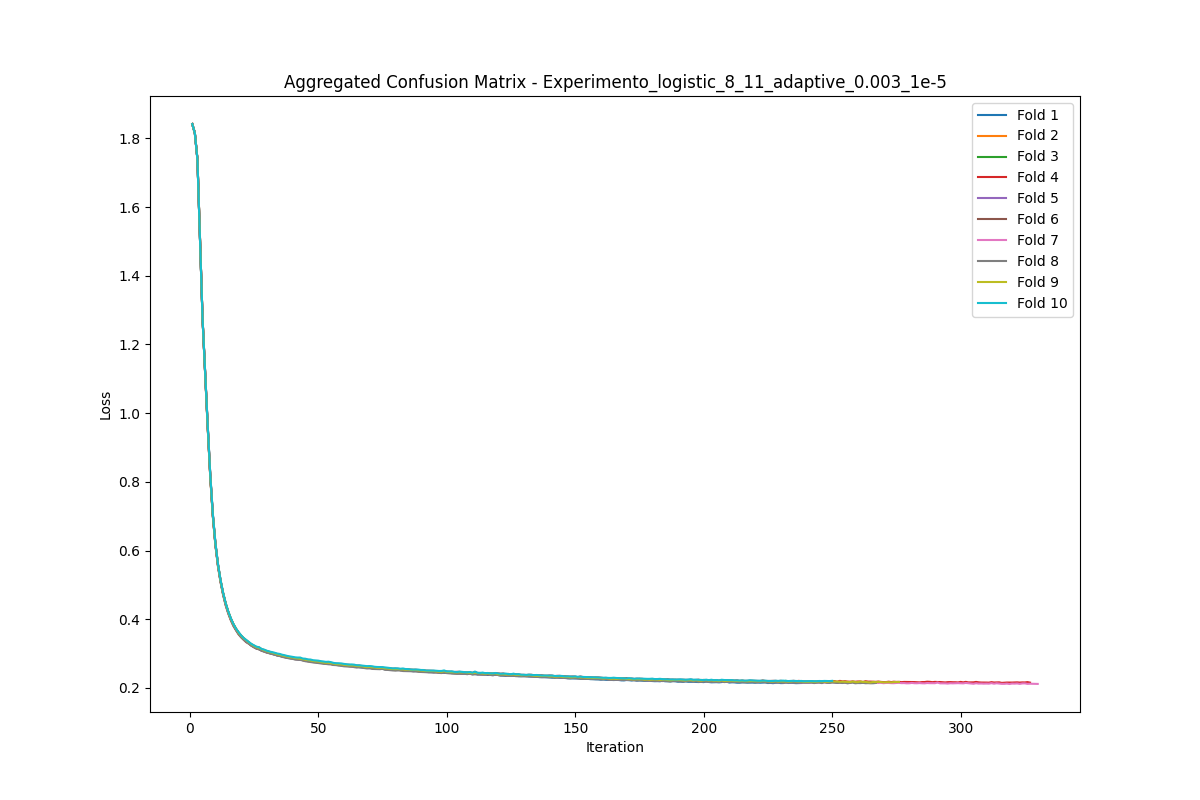 Aggregated Confusion Matrix - Experimento_logistic_8_11_adaptive_0.003_1e-5
Fold 1
Fold 2
Fold 3
Fold 4
Fold 5
Fold 6
Fold 7
Fold 8
Fold 9
Fold 10
1.8
1.6
1.4
1.2
1.0
0.8
0.6
0.4
0.2
Loss
0 50 100 150 200 250 300
Iteration